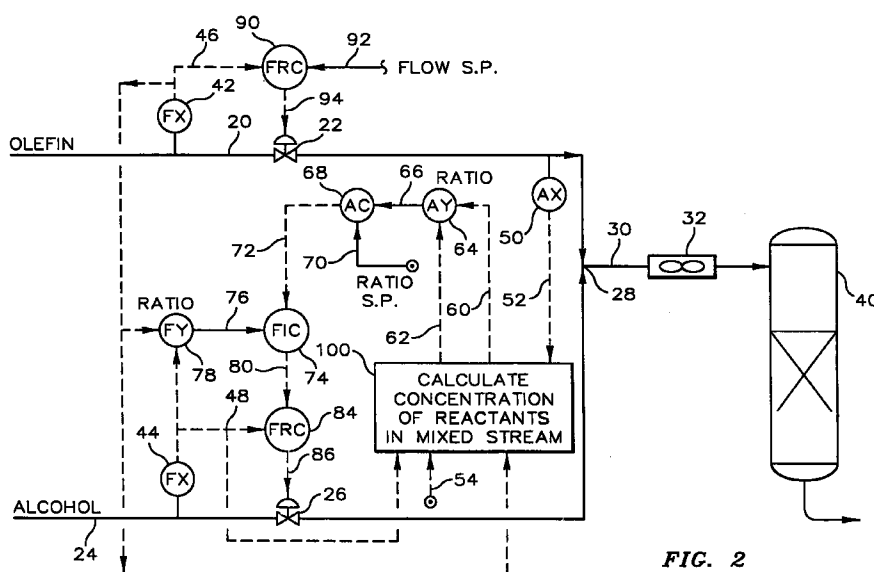 90
46
FRC
92
FLOW S.P.
42
FX
94
22
OLEFIN
20
RATIO
68
66
AC
AY
AX
64
50
30
32
72
70
RATIO
S.P.
52
28
40
60
62
RATIO
76
FY
FIC
78
74
100
80
CALCULATE
CONCENTRATION
OF REACTANTS
IN MIXED STREAM
48
FRC
84
44
86
FX
54
26
ALCOHOL
24
FIG. 2